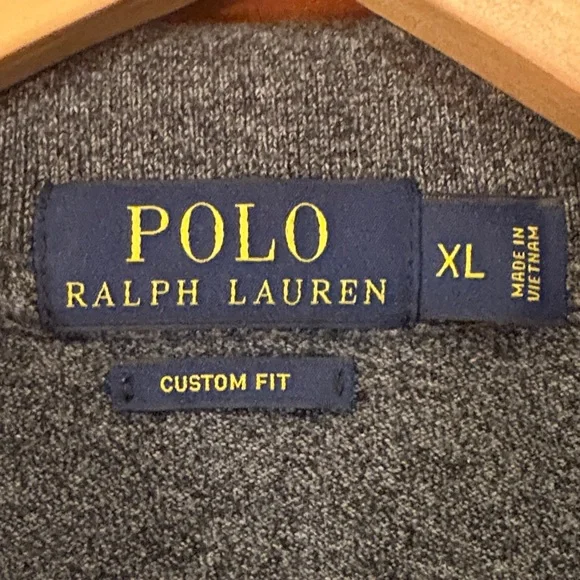 POLO
RALPH LAUREN
XL
MADE IN
VIETNAM
CUSTOM FIT